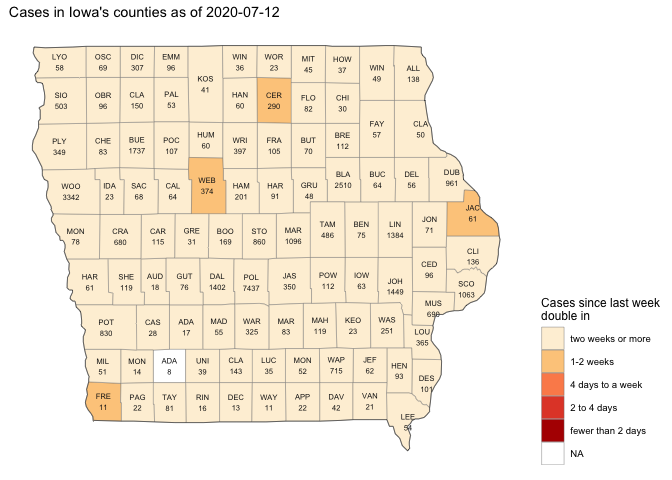 Cases in Iowa's counties as of 2020-07-12
LYO OSC DIC EMM WIN WOR MIT HOW
58 69 307 96 36 23 45 37
KOS WIN ALL
41 49 138
SIO OBR CLA PAL HAN CER FLO CHI
503 96 150 53 60 290 82 30
FAY CLA
57 50
PLY CHE BUE POC HUM WRI FRA BUT BRE
349 83 1737 107 60 397 105 70 112
WOO IDA SAC CAL WEB HAM HAR GRU BLA BUC DEL DUB
3342 23 68 64 374 201 91 48 2510 64 56 961
JAC
61
MON CRA CAR GRE BOO STO MAR TAM BEN LIN JON
78 680 115 31 169 860 1096 486 75 1384 71
CLI
136
HAR SHE AUD GUT DAL POL JAS POW IOW JOH CED SCO
61 119 18 76 1402 7437 350 112 63 1449 96 1063
MUS
690
POT CAS ADA MAD WAR MAR MAH KEO WAS LOU
830 28 17 55 325 83 119 23 251 365
MIL MON ADA UNI CLA LUC MON WAP JEF HEN
51 14 8 39 143 35 52 715 62 93
DES
101
FRE PAG TAY RIN DEC WAY APP DAV VAN LEE
11 22 81 16 13 11 22 42 21 54
Cases since last week
double in
two weeks or more
1-2 weeks
4 days to a week
2 to 4 days
fewer than 2 days
NA